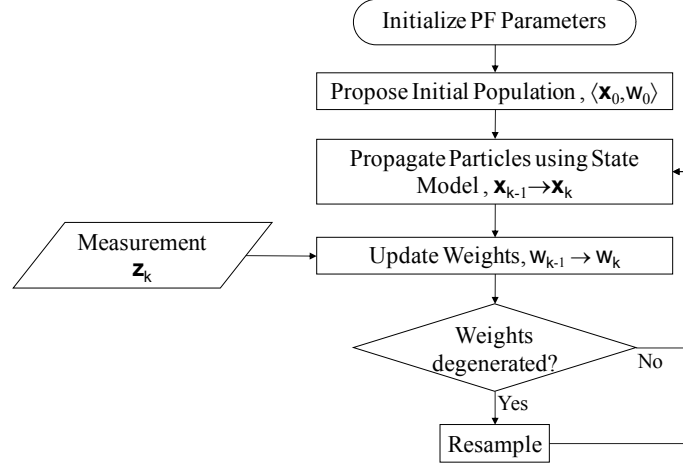 Initialize PF Parameters
Propose Initial Population , ⟨x₀,w₀⟩
Propagate Particles using State
Model , xₖ₋₁→xₖ
Measurement
zₖ
Update Weights, wₖ₋₁ → wₖ
Weights
degenerated?
No
Yes
Resample